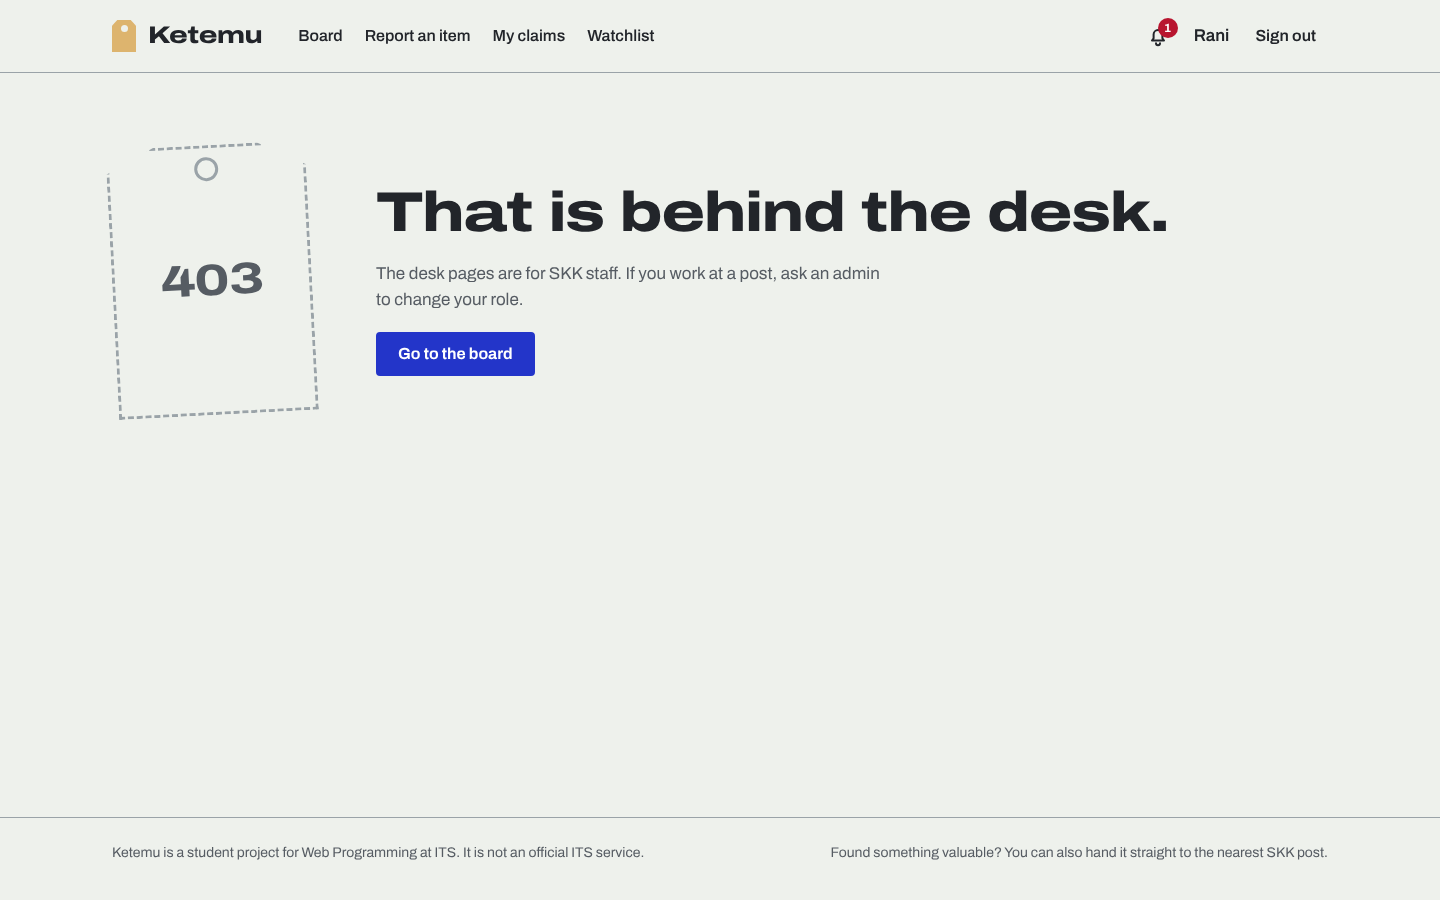 Ketemu
Board
Report an item
My claims
Watchlist
1
Rani
Sign out
403
That is behind the desk.
The desk pages are for SKK staff. If you work at a post, ask an admin
to change your role.
Go to the board
Ketemu is a student project for Web Programming at ITS. It is not an official ITS service.
Found something valuable? You can also hand it straight to the nearest SKK post.